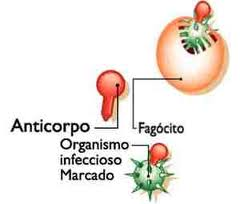 Anticorpo
Fagócito
Organismo
infeccioso
Marcado